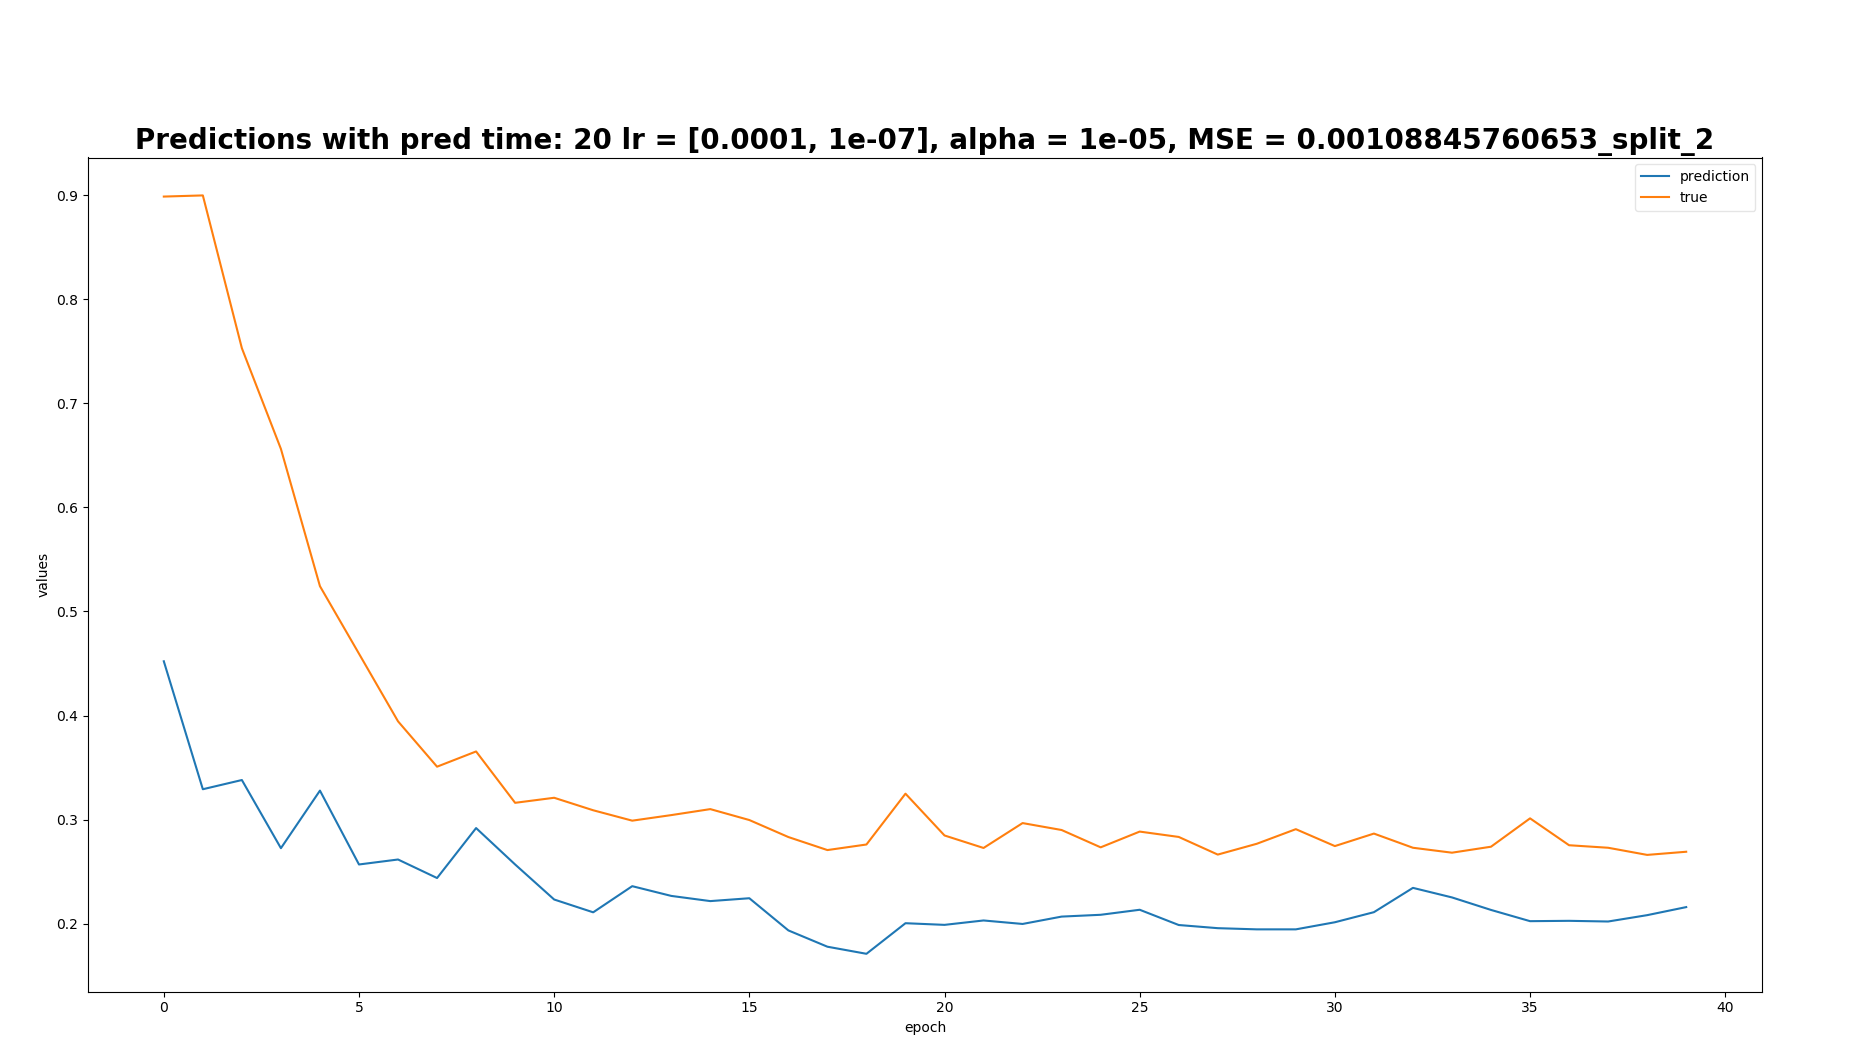 Predictions with pred time: 20 lr = [0.0001, 1e-07], alpha = 1e-05, MSE = 0.00108845760653_split_2
prediction
true
values
0.9
0.8
0.7
0.6
0.5
0.4
0.3
0.2
0 5 10 15 20 25 30 35 40
epoch